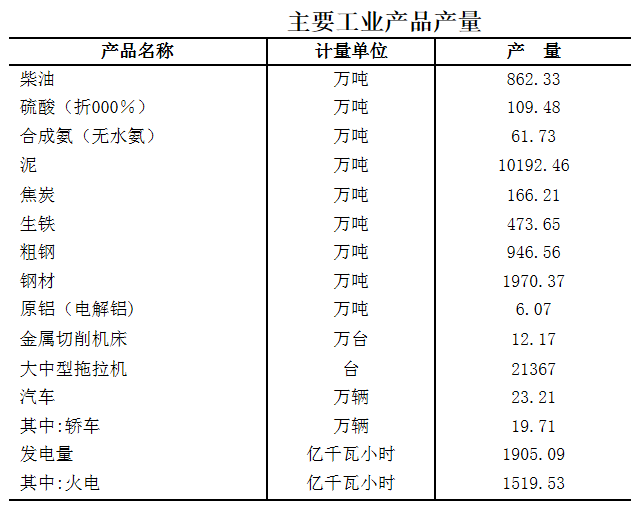 主要工业产品产量
产品名称 计量单位 产 量
柴油 万吨 862.33
硫酸（折000％） 万吨 109.48
合成氨（无水氨） 万吨 61.73
泥 万吨 10192.46
焦炭 万吨 166.21
生铁 万吨 473.65
粗钢 万吨 946.56
钢材 万吨 1970.37
原铝（电解铝) 万吨 6.07
金属切削机床 万台 12.17
大中型拖拉机 台 21367
汽车 万辆 23.21
其中:轿车 万辆 19.71
发电量 亿千瓦小时 1905.09
其中:火电 亿千瓦小时 1519.53